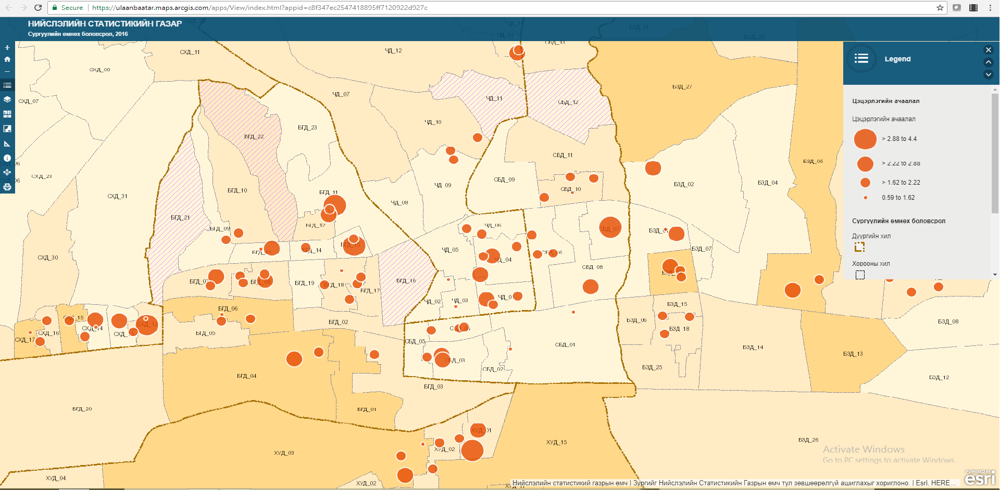 Secure | https://ulaanbaatar.maps.arcgis.com/apps/View/index.html?appid=c8f347ec2547418895ff7120922d927c
НИЙСЛЭЛИЙН СТАТИСТИКИЙН ГАЗАР
Сургуулийн өмнөх боловсрол, 2016
БЗД_21
БЗД_21
ЧД_13
СБД_13
СХД_11
ЧД_12
Legend
СХД_00
БЗД_27
СХД_07
ЧД_07
ЧД_11
СБД_12
Цэцэрлэгийн ачаалал
Цэцэрлэгийн ачаалал
ЧД_10
БГД_23
БГД_22
> 2.88 to 4.4
СБД_11
БЗД_05
> 2.22 to 2.88
СХД_23
СБД_09
ЧД_09
БЗД_02
БЗД_04
> 1.62 to 2.22
СБД_10
БГД_10
БГД_11
СХД_31
0.59 to 1.62
ЧД_08
БГД_21
Сургуулийн өмнөх боловсрол
БГД_12
ЧД_06
БГД_09
СБД_07
Дүүргийн хил
БГД_13
БГД_14
ЧД_05
БЗД_07
СХД_30
ЧД_04
СБД_06
Хорооны хил
СБД_08
БГД_16
БГД_08
БГД_19
БГД_18
БГД_17
ЧД_02
ЧД_03
БЗД_15
БГД_06
СХД_15
БЗД_06
БГД_02
БЗД_08
СХД_14
СХД_12
СХД_16
БГД_05
БЗД_18
СХД_17
СБД_05
СБД_01
БЗД_14
БЗД_13
СБД_03
СБД_02
БЗД_25
БГД_04
БЗД_12
БГД_03
БГД_20
БГД_01
ХУД_01
ХУД_15
БЗД_26
ХУД_02
ХУД_03
Activate Windows
Go to PC settings to activate Windows.
ХУД_04
ХУД_02
POWERED BY
esri
Нийслэлийн статистикий газрын өмч | Зургийг Нийслэлийн Статистикийн Газрын өмч тул зөвшөөрөлгүй ашиглахыг хориглоно. | Esri, HERE…